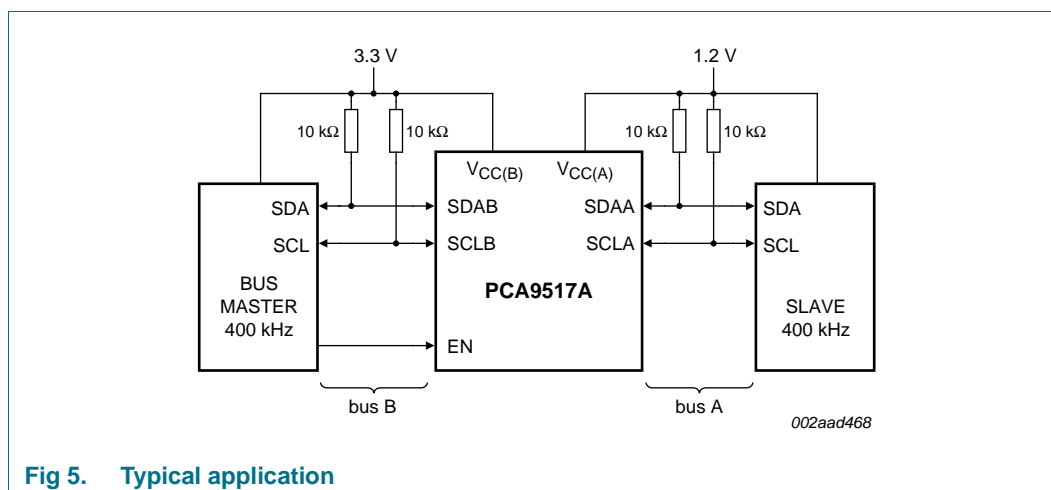 3.3 V
1.2 V
10 kΩ
10 kΩ
10 kΩ
10 kΩ
VCC(B)
VCC(A)
SDA
SDAB
SDAA
SDA
SCL
SCLB
SCLA
SCL
BUS
MASTER
400 kHz
PCA9517A
SLAVE
400 kHz
EN
bus B
bus A
002aad468
Fig 5. Typical application